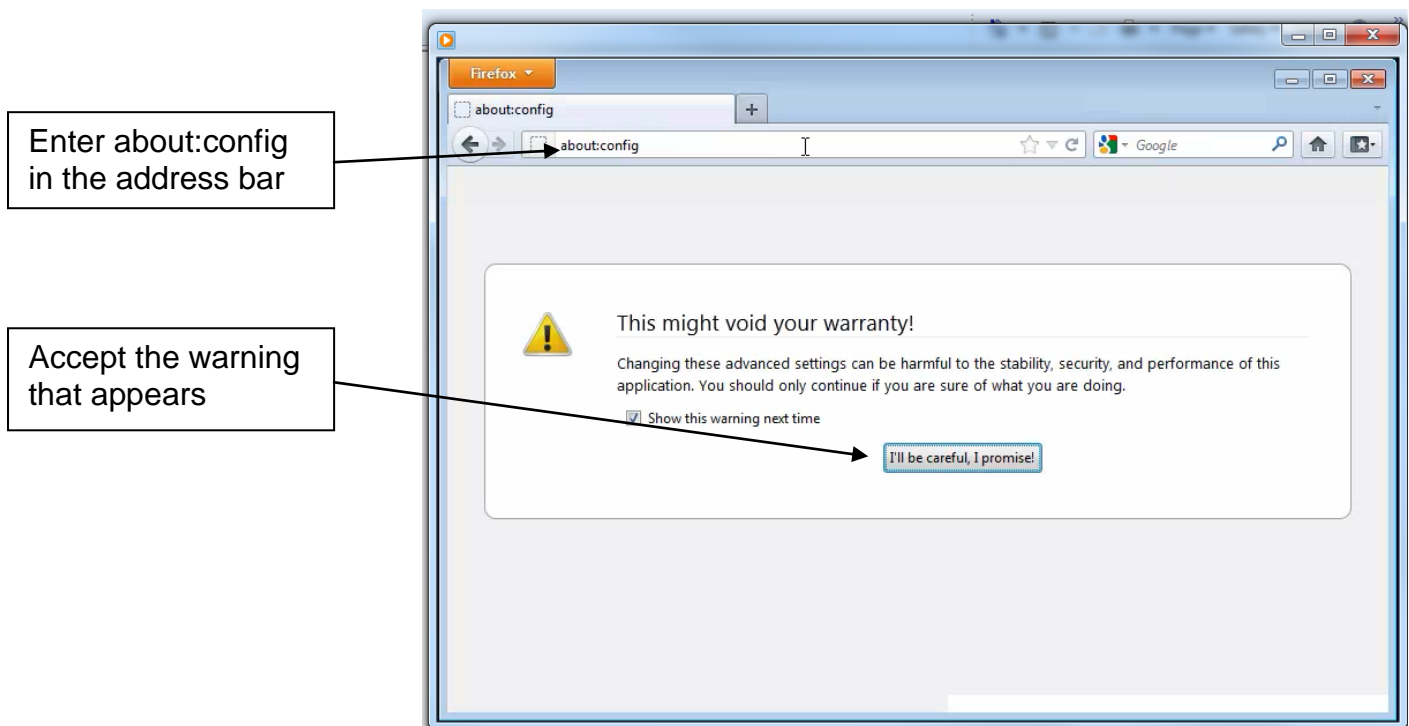 Firefox
about:config
+
Enter about:config
in the address bar
about:config
Google
This might void your warranty!
Changing these advanced settings can be harmful to the stability, security, and performance of this
application. You should only continue if you are sure of what you are doing.
Accept the warning
that appears
Show this warning next time
I'll be careful, I promise!